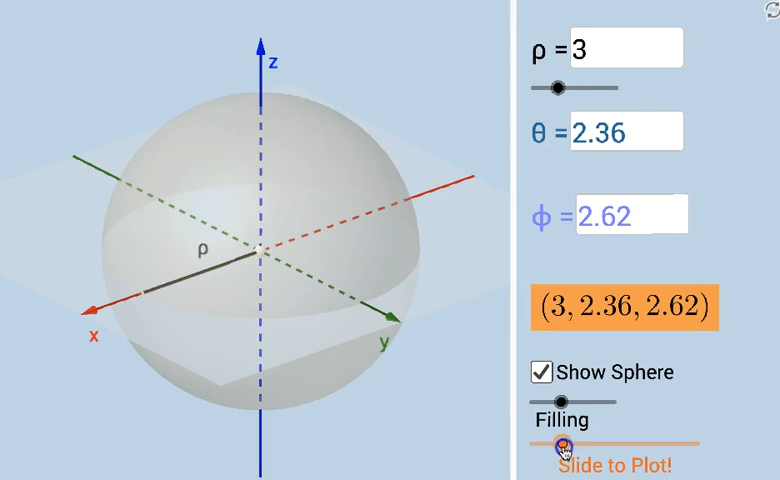 z
ρ
x
y
ρ = 3
θ = 2.36
ϕ = 2.62
(3, 2.36, 2.62)
Show Sphere
Filling
Slide to Plot!